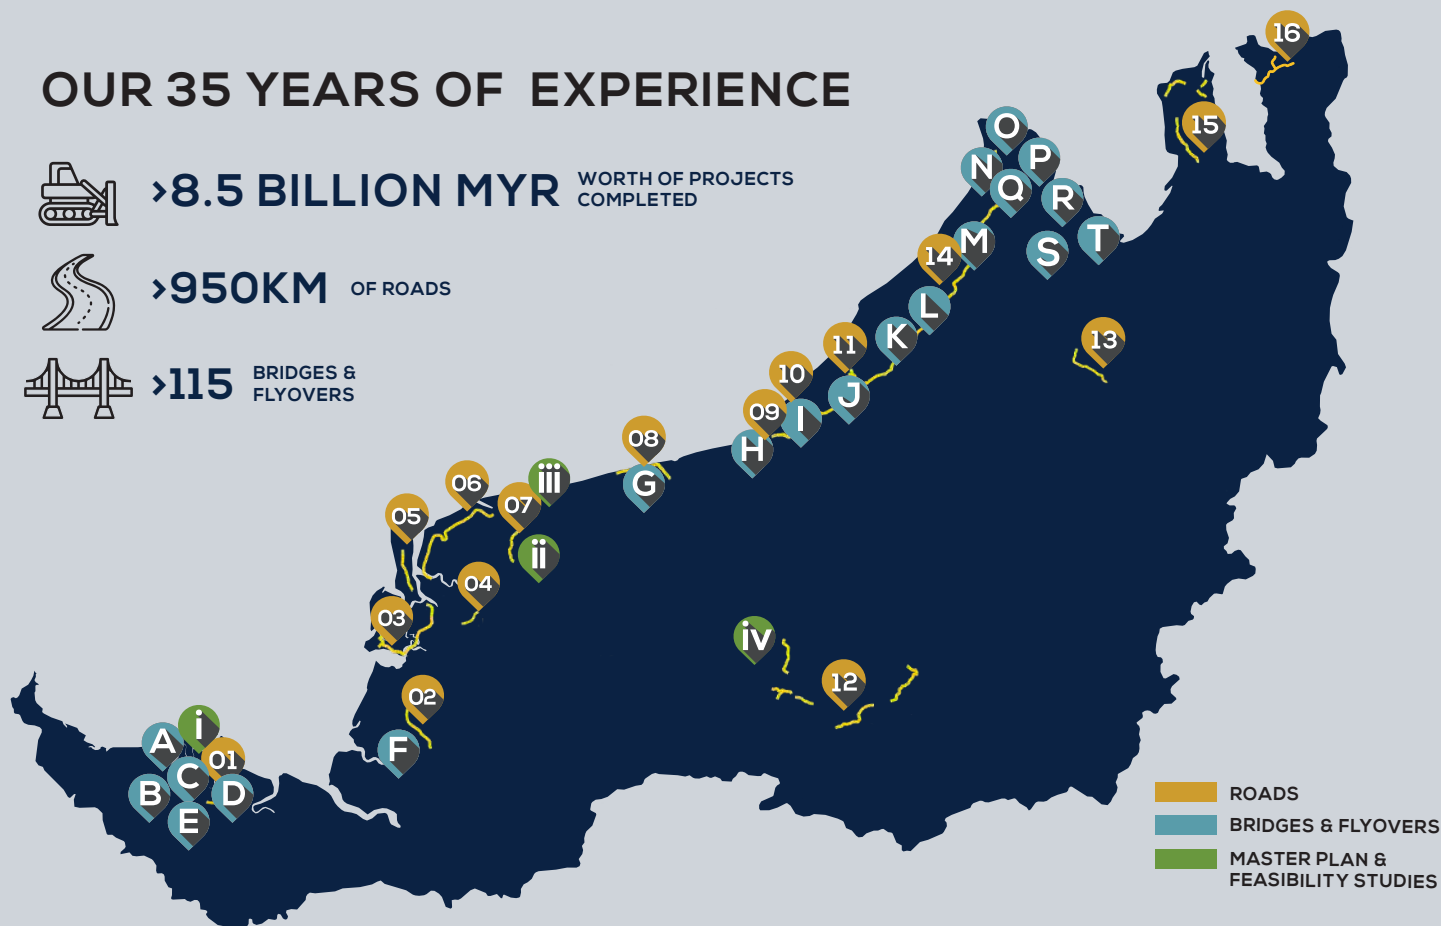 OUR 35 YEARS OF EXPERIENCE
>8.5 BILLION MYR
WORTH OF PROJECTS
COMPLETED
>950KM
OF ROADS
>115
BRIDGES &
FLYOVERS
16
15
O
N
P
Q
R
S
T
M
14
L
13
K
11
J
10
I
09
H
08
G
iii
06
07
05
ii
04
03
iv
12
02
F
i
A
01
C
B
D
E
ROADS
BRIDGES & FLYOVERS
MASTER PLAN &
FEASIBILITY STUDIES